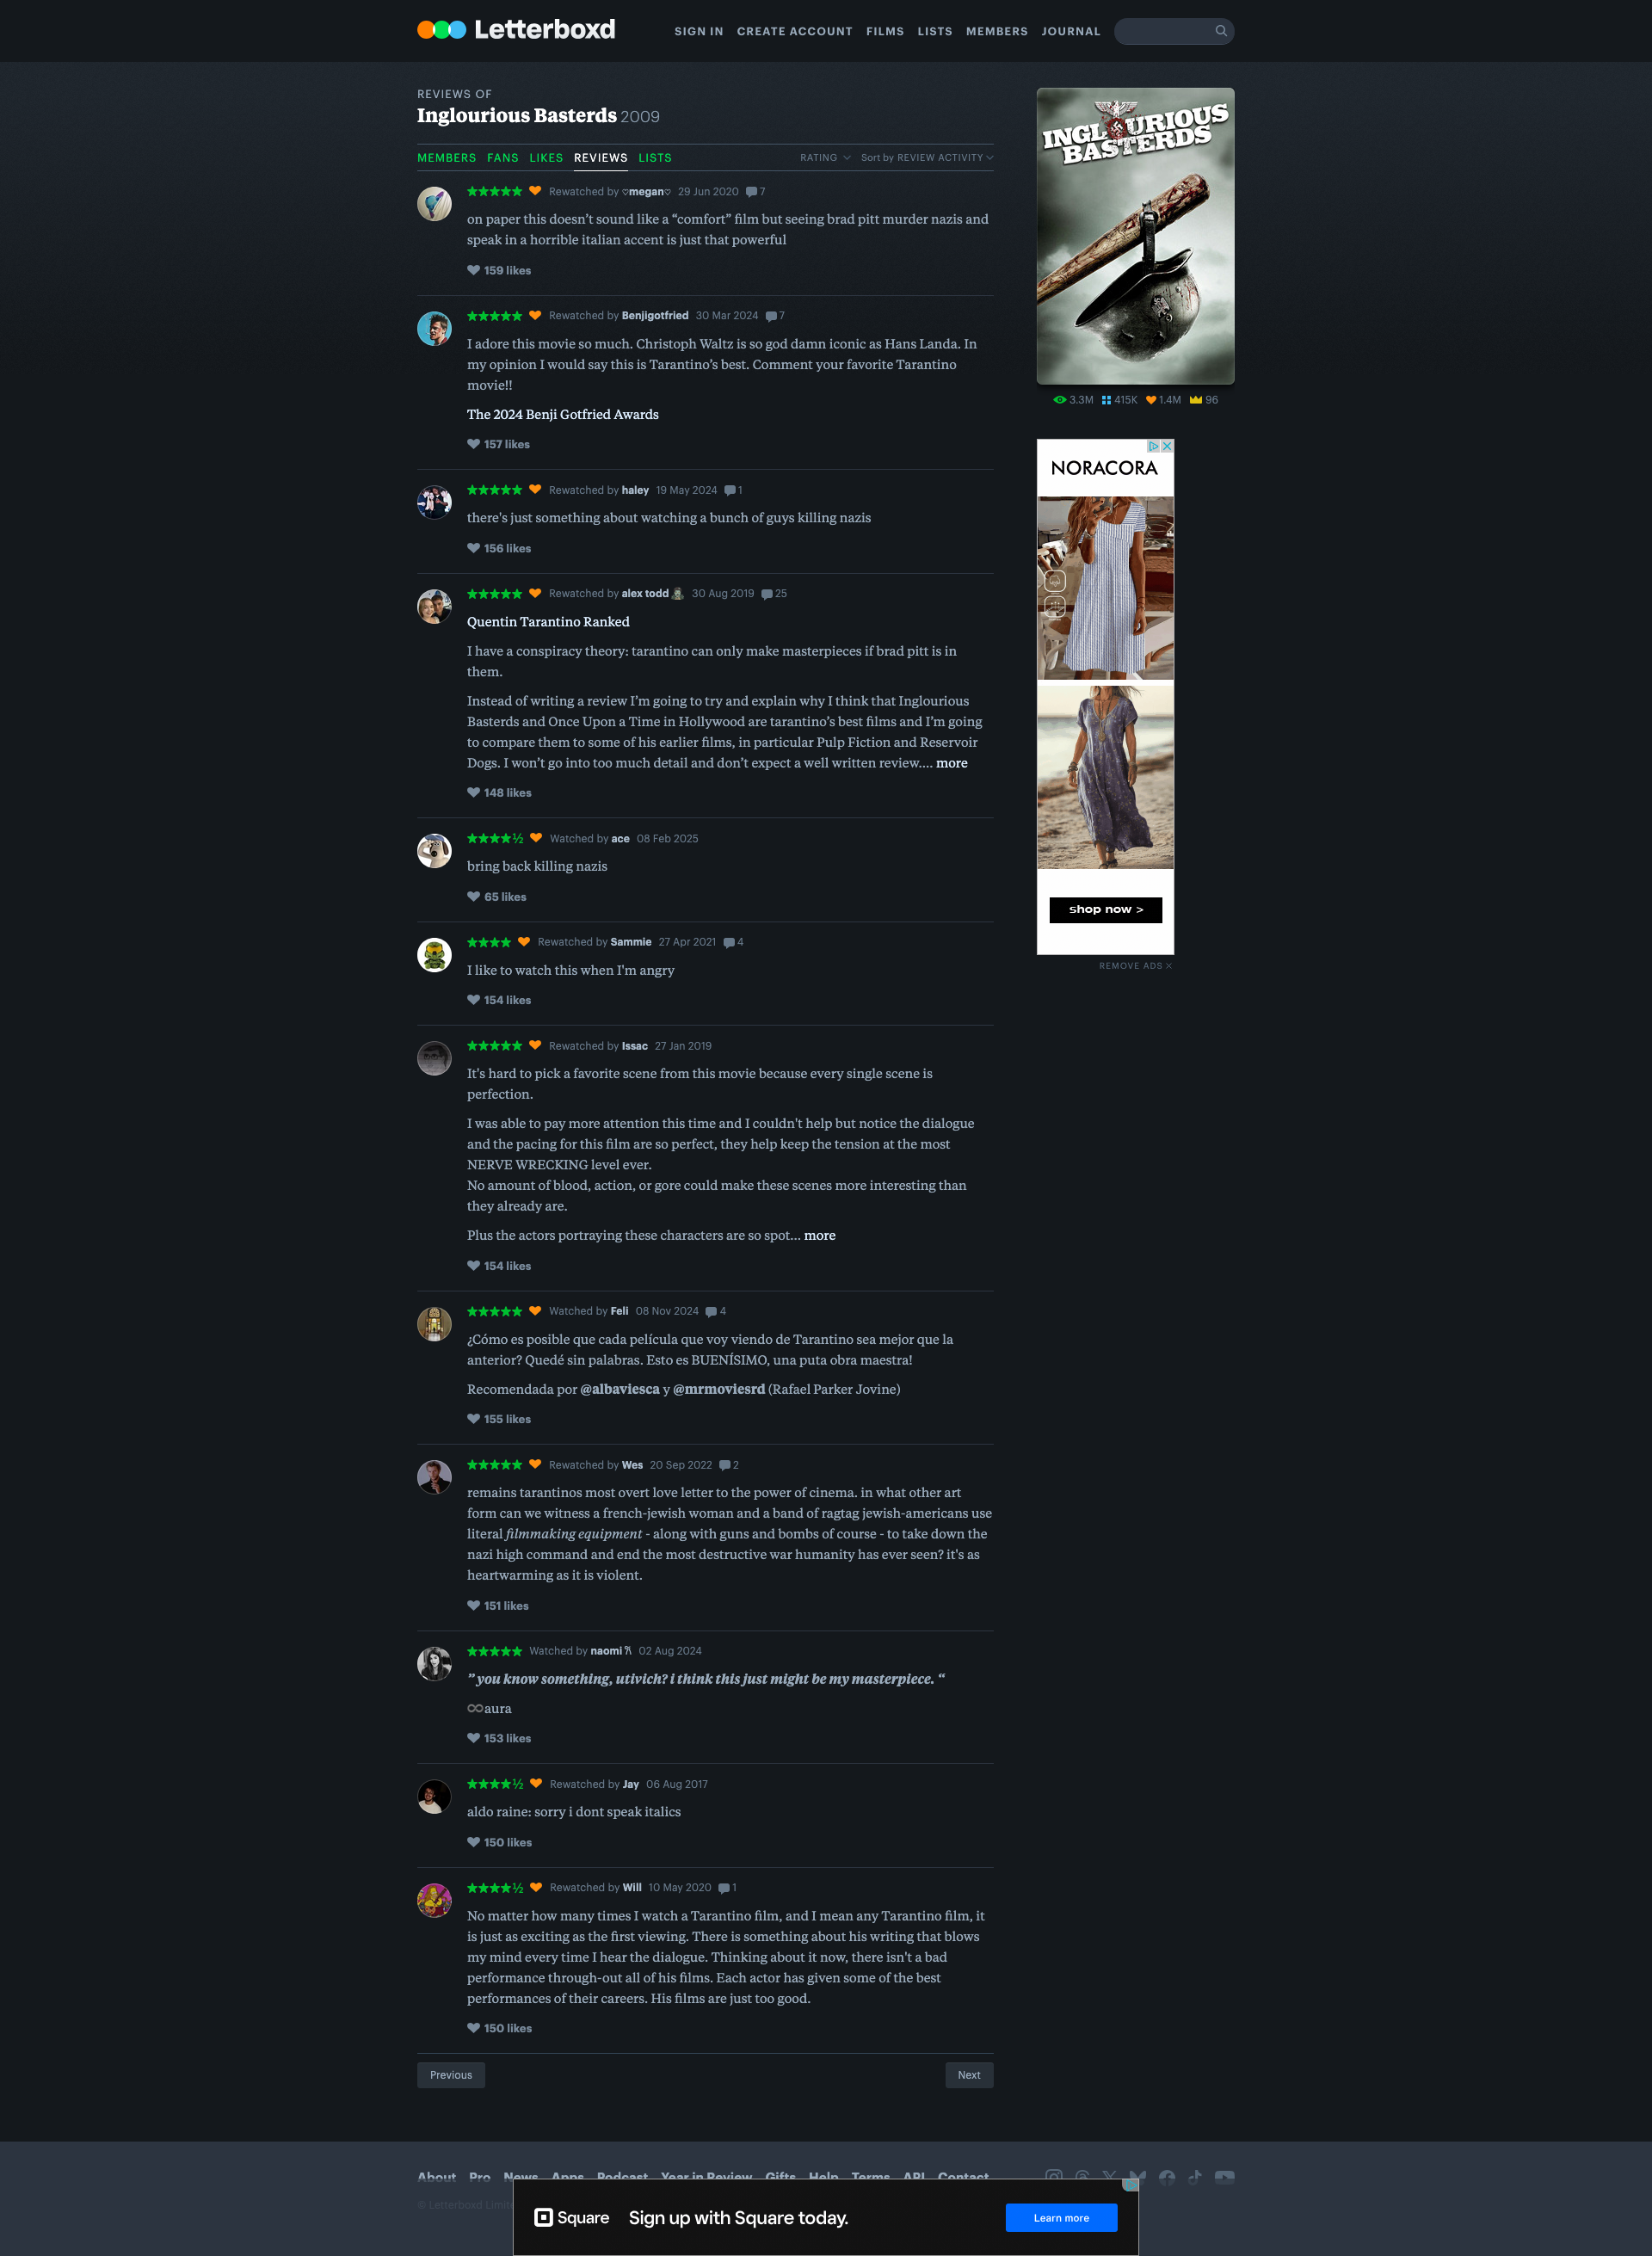 Letterboxd
SIGN IN CREATE ACCOUNT FILMS LISTS MEMBERS JOURNAL
REVIEWS OF
Inglourious Basterds 2009
MEMBERS FANS LIKES REVIEWS LISTS
RATING Sort by REVIEW ACTIVITY
★★★★★ Rewatched by ♡megan♡ 29 Jun 2020 7
on paper this doesn’t sound like a “comfort” film but seeing brad pitt murder nazis and
speak in a horrible italian accent is just that powerful
159 likes
★★★★★ Rewatched by Benjigotfried 30 Mar 2024 7
I adore this movie so much. Christoph Waltz is so god damn iconic as Hans Landa. In
my opinion I would say this is Tarantino’s best. Comment your favorite Tarantino
movie!!
The 2024 Benji Gotfried Awards
157 likes
★★★★★ Rewatched by haley 19 May 2024 1
there's just something about watching a bunch of guys killing nazis
156 likes
★★★★★ Rewatched by alex todd 30 Aug 2019 25
Quentin Tarantino Ranked
I have a conspiracy theory: tarantino can only make masterpieces if brad pitt is in
them.
Instead of writing a review I’m going to try and explain why I think that Inglourious
Basterds and Once Upon a Time in Hollywood are tarantino’s best films and I’m going
to compare them to some of his earlier films, in particular Pulp Fiction and Reservoir
Dogs. I won’t go into too much detail and don’t expect a well written review.… more
148 likes
★★★★½ Watched by ace 08 Feb 2025
bring back killing nazis
65 likes
★★★★ Rewatched by Sammie 27 Apr 2021 4
I like to watch this when I'm angry
154 likes
★★★★★ Rewatched by Issac 27 Jan 2019
It's hard to pick a favorite scene from this movie because every single scene is
perfection.
I was able to pay more attention this time and I couldn't help but notice the dialogue
and the pacing for this film are so perfect, they help keep the tension at the most
NERVE WRECKING level ever.
No amount of blood, action, or gore could make these scenes more interesting than
they already are.
Plus the actors portraying these characters are so spot… more
154 likes
★★★★★ Watched by Feli 08 Nov 2024 4
¿Cómo es posible que cada película que voy viendo de Tarantino sea mejor que la
anterior? Quedé sin palabras. Esto es BUENÍSIMO, una puta obra maestra!
Recomendada por @albaviesca y @mrmoviesrd (Rafael Parker Jovine)
155 likes
★★★★★ Rewatched by Wes 20 Sep 2022 2
remains tarantinos most overt love letter to the power of cinema. in what other art
form can we witness a french-jewish woman and a band of ragtag jewish-americans use
literal filmmaking equipment - along with guns and bombs of course - to take down the
nazi high command and end the most destructive war humanity has ever seen? it's as
heartwarming as it is violent.
151 likes
★★★★★ Watched by naomi 02 Aug 2024
” you know something, utivich? i think this just might be my masterpiece. “
∞aura
153 likes
★★★★½ Rewatched by Jay 06 Aug 2017
aldo raine: sorry i dont speak italics
150 likes
★★★★½ Rewatched by Will 10 May 2020 1
No matter how many times I watch a Tarantino film, and I mean any Tarantino film, it
is just as exciting as the first viewing. There is something about his writing that blows
my mind every time I hear the dialogue. Thinking about it now, there isn't a bad
performance through-out all of his films. Each actor has given some of the best
performances of their careers. His films are just too good.
150 likes
Previous Next
INGLOURIOUS
BASTERDS
3.3M 415K 1.4M 96
NORACORA
shop now >
REMOVE ADS
About Pro News Apps Podcast Year in Review Gifts Help Terms API Contact
© Letterboxd
Square Sign up with Square today. Learn more